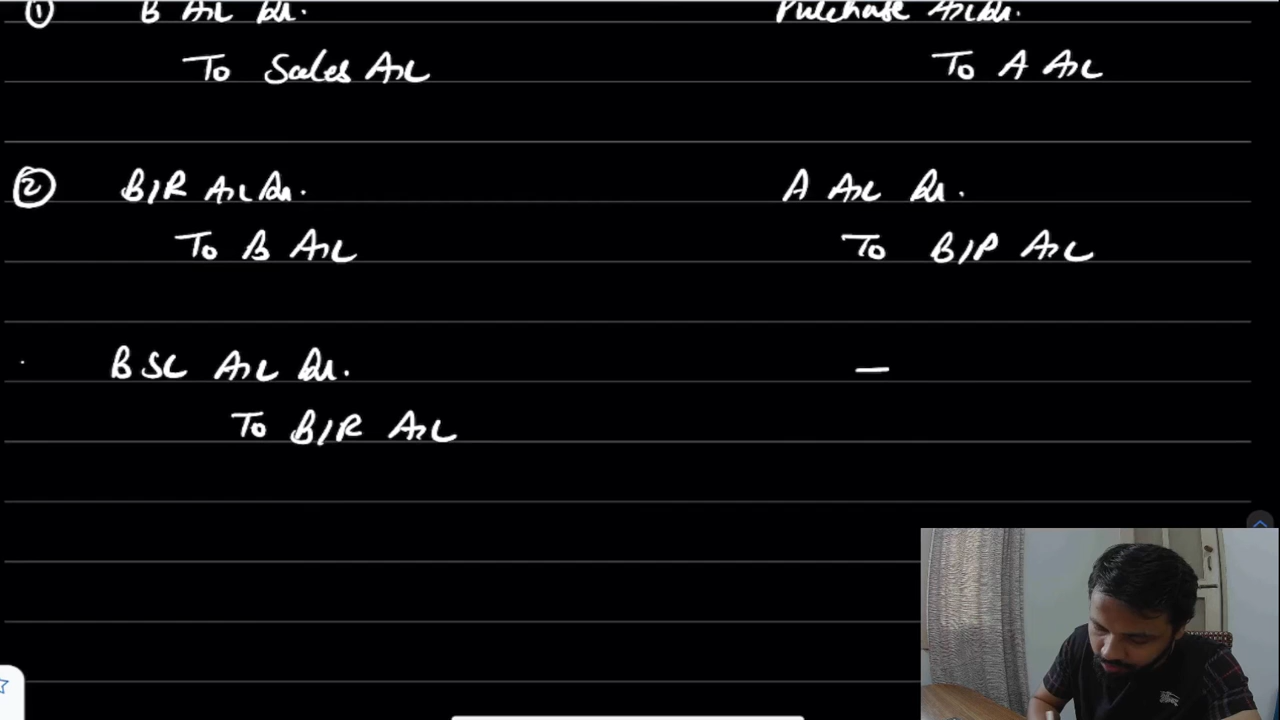 ① B A/C Dr. Purchase A/C Dr.
To Sales A/C To A A/C
② B/R A/C Dr. A A/C Dr.
To B A/C To B/P A/C
BSC A/C Dr. —
To B/R A/C